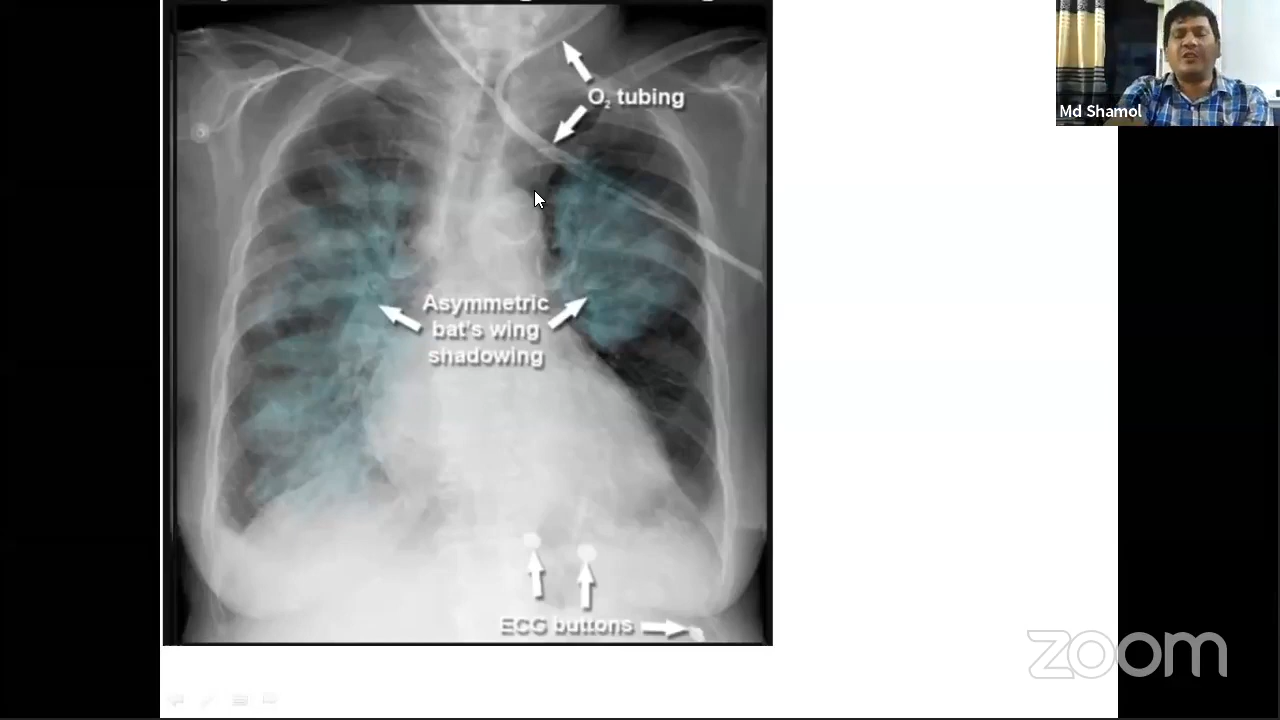 O₂ tubing
Asymmetric
bat's wing
shadowing
ECG buttons
Md Shamol
zoom